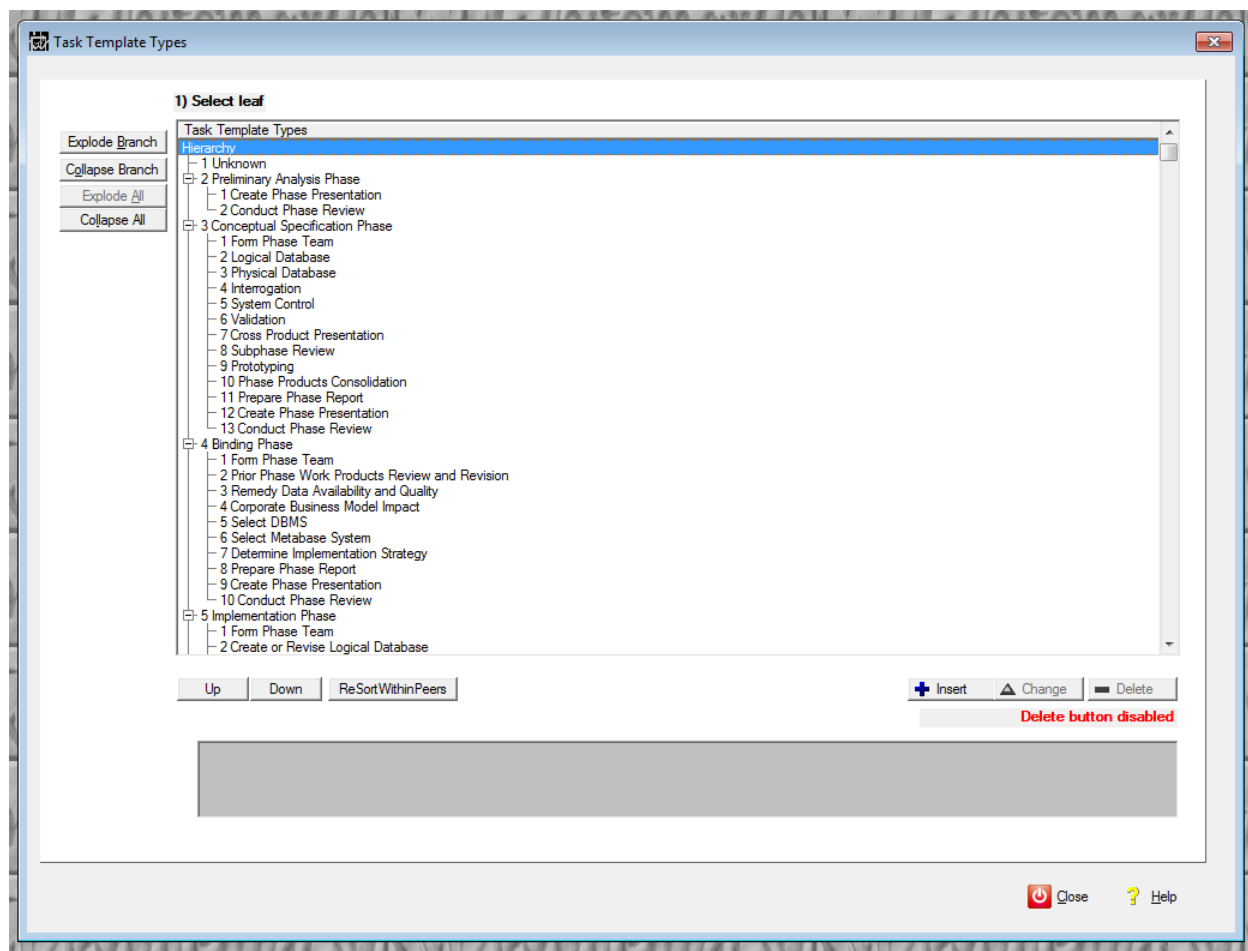 Task Template Types
1) Select leaf
Explode Branch
Collapse Branch
Explode All
Collapse All
Task Template Types
Hierarchy
1 Unknown
2 Preliminary Analysis Phase
1 Create Phase Presentation
2 Conduct Phase Review
3 Conceptual Specification Phase
1 Form Phase Team
2 Logical Database
3 Physical Database
4 Interrogation
5 System Control
6 Validation
7 Cross Product Presentation
8 Subphase Review
9 Prototyping
10 Phase Products Consolidation
11 Prepare Phase Report
12 Create Phase Presentation
13 Conduct Phase Review
4 Binding Phase
1 Form Phase Team
2 Prior Phase Work Products Review and Revision
3 Remedy Data Availability and Quality
4 Corporate Business Model Impact
5 Select DBMS
6 Select Metabase System
7 Determine Implementation Strategy
8 Prepare Phase Report
9 Create Phase Presentation
10 Conduct Phase Review
5 Implementation Phase
1 Form Phase Team
2 Create or Revise Logical Database
Up Down ReSortWithinPeers Insert Change Delete
Delete button disabled
Close Help